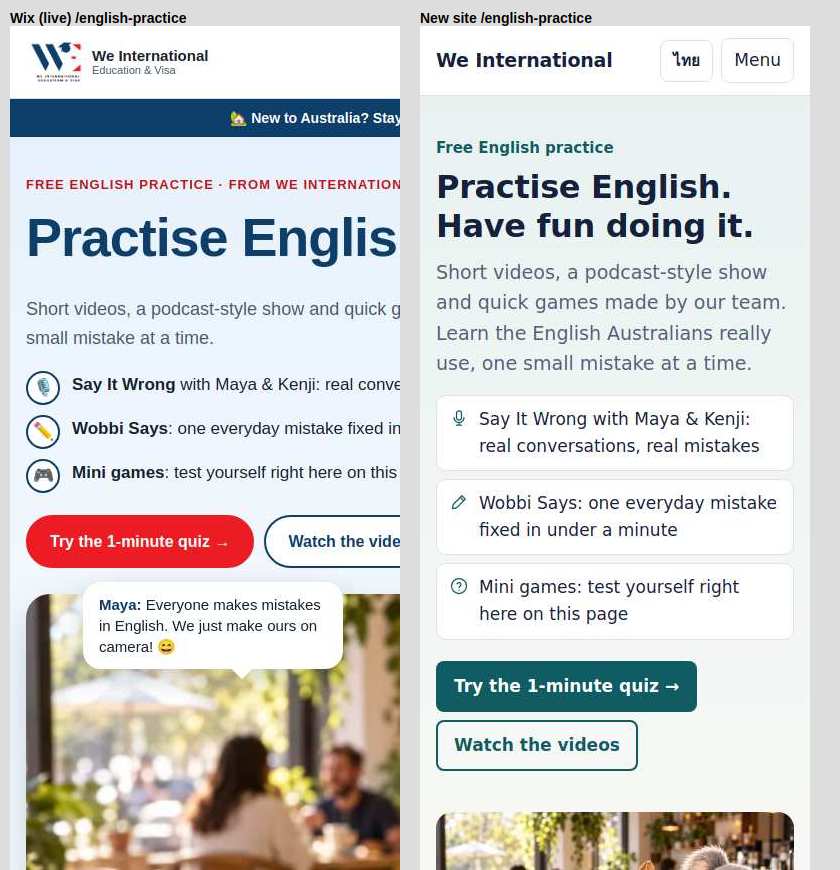 Wix (live) /english-practice
We International
Education & Visa
🏡 New to Australia? Stay
FREE ENGLISH PRACTICE · FROM WE INTERNATION
Practise Englis
Short videos, a podcast-style show and quick g
small mistake at a time.
Say It Wrong with Maya & Kenji: real conve
Wobbi Says: one everyday mistake fixed in
Mini games: test yourself right here on this
Try the 1-minute quiz →
Watch the vide
Maya: Everyone makes mistakes
in English. We just make ours on
camera! 😄
New site /english-practice
We International
ไทย
Menu
Free English practice
Practise English.
Have fun doing it.
Short videos, a podcast-style show
and quick games made by our team.
Learn the English Australians really
use, one small mistake at a time.
Say It Wrong with Maya & Kenji:
real conversations, real mistakes
Wobbi Says: one everyday mistake
fixed in under a minute
Mini games: test yourself right
here on this page
Try the 1-minute quiz →
Watch the videos